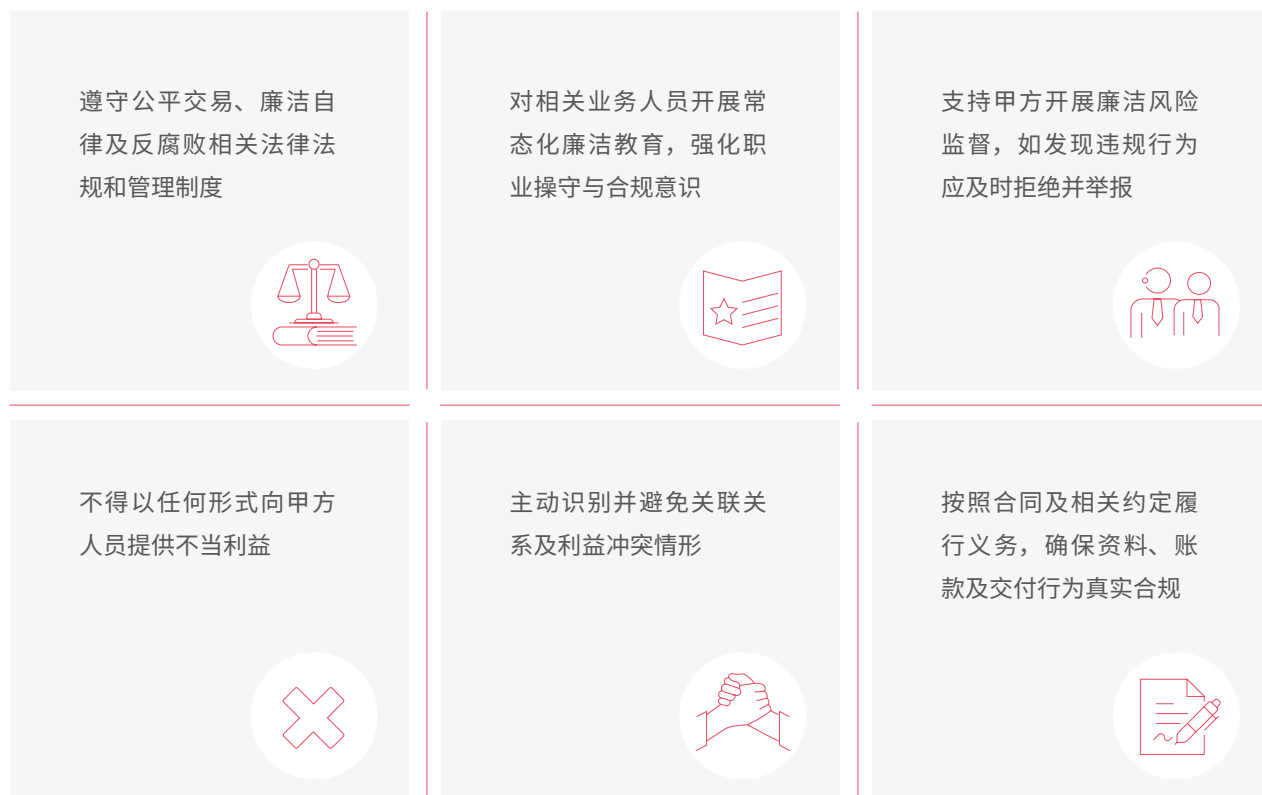 遵守公平交易、廉洁自
律及反腐败相关法律法
规和管理制度
对相关业务人员开展常
态化廉洁教育，强化职
业操守与合规意识
支持甲方开展廉洁风险
监督，如发现违规行为
应及时拒绝并举报
不得以任何形式向甲方
人员提供不当利益
主动识别并避免关联关
系及利益冲突情形
按照合同及相关约定履
行义务，确保资料、账
款及交付行为真实合规